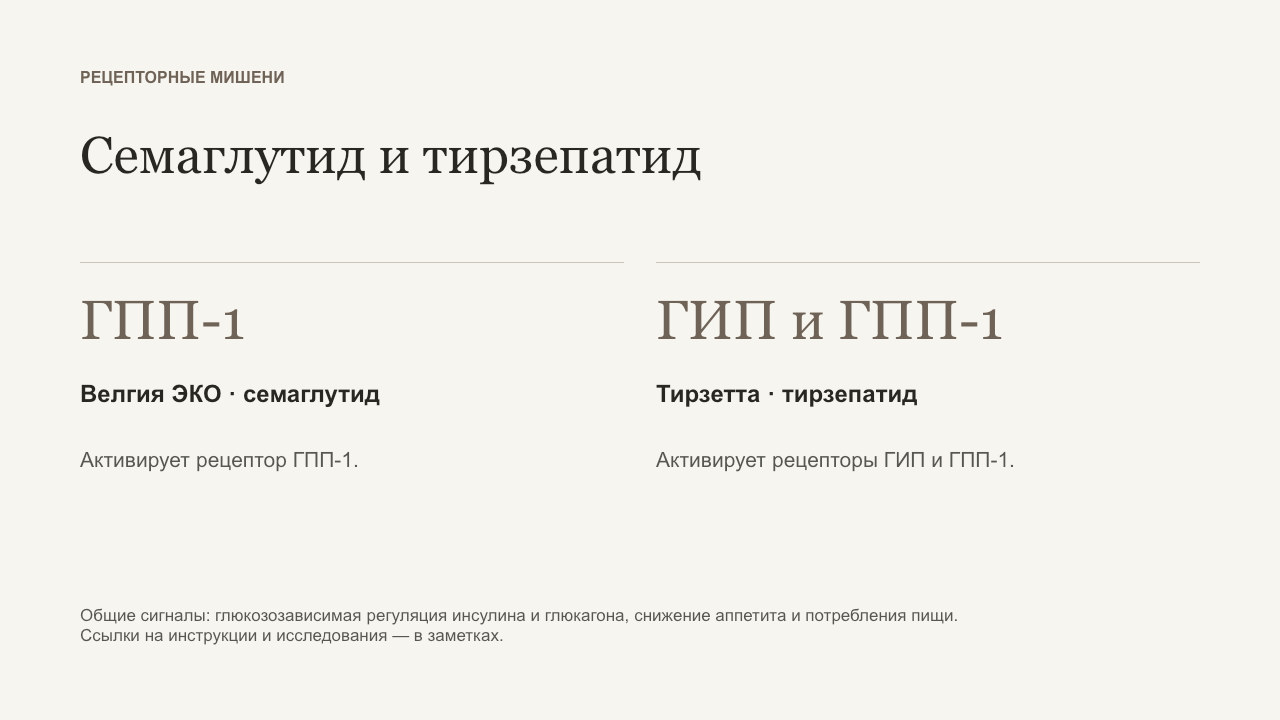 РЕЦЕПТОРНЫЕ МИШЕНИ
Семаглутид и тирзепатид
ГПП-1
Велгия ЭКО · семаглутид
Активирует рецептор ГПП-1.
ГИП и ГПП-1
Тирзетта · тирзепатид
Активирует рецепторы ГИП и ГПП-1.
Общие сигналы: глюкозозависимая регуляция инсулина и глюкагона, снижение аппетита и потребления пищи.
Ссылки на инструкции и исследования — в заметках.